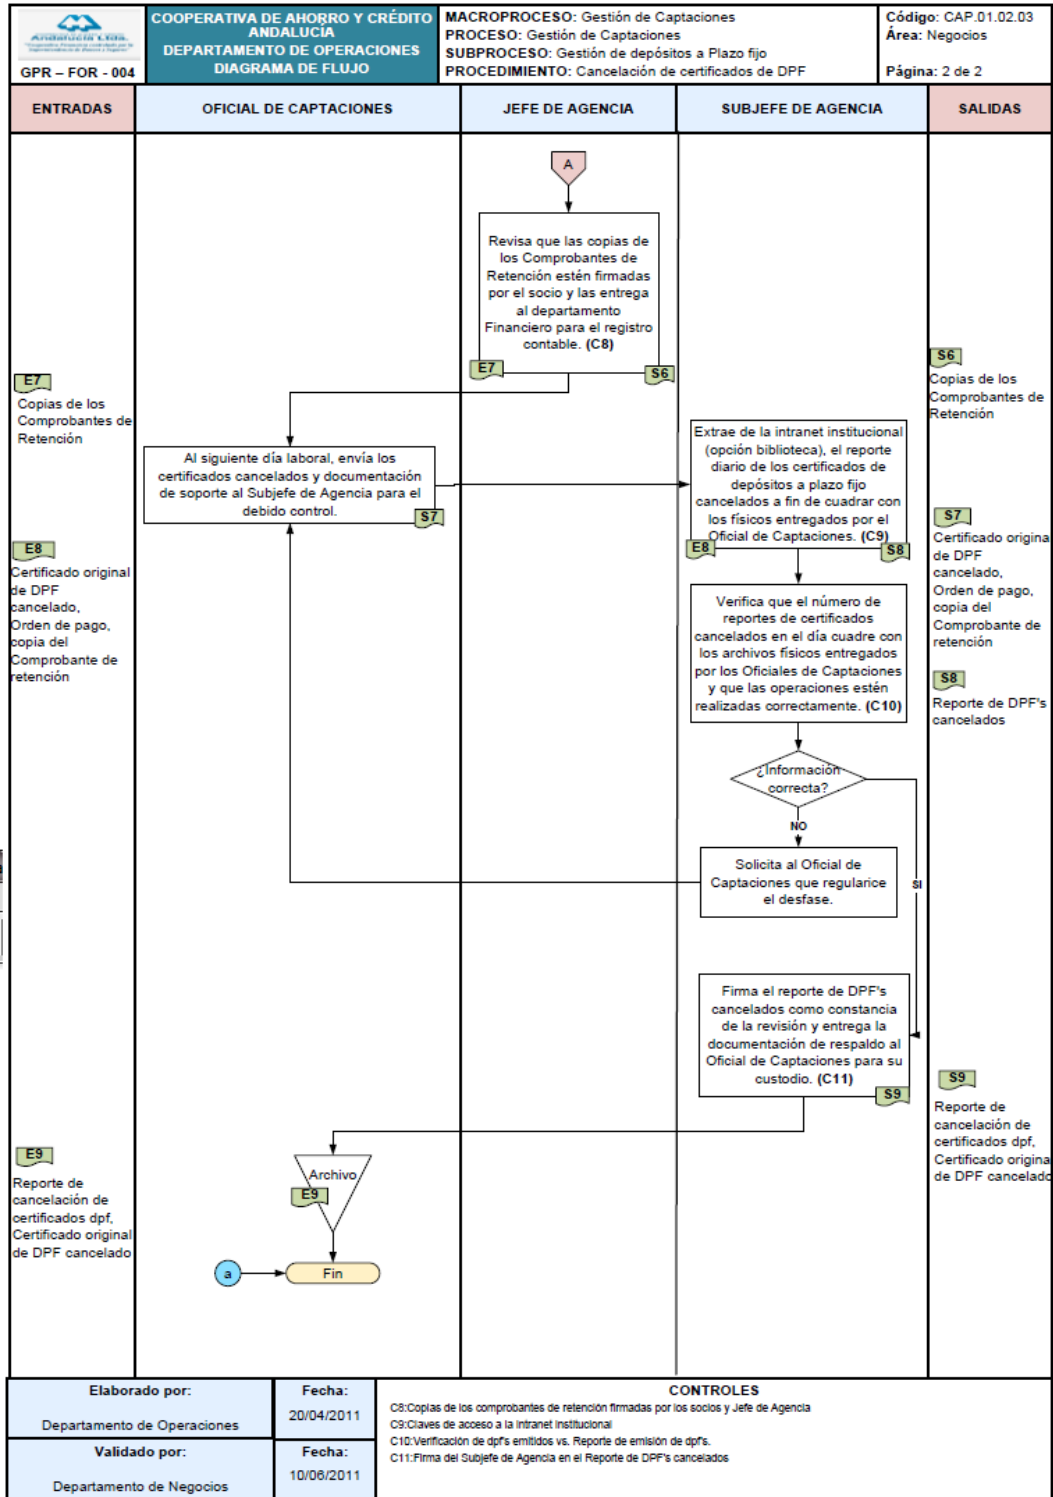 Andalucía Ltda.
GPR – FOR - 004
COOPERATIVA DE AHORRO Y CRÉDITO
ANDALUCÍA
DEPARTAMENTO DE OPERACIONES
DIAGRAMA DE FLUJO
MACROPROCESO: Gestión de Captaciones
PROCESO: Gestión de Captaciones
SUBPROCESO: Gestión de depósitos a Plazo fijo
PROCEDIMIENTO: Cancelación de certificados de DPF
Código: CAP.01.02.03
Área: Negocios
Página: 2 de 2
ENTRADAS
OFICIAL DE CAPTACIONES
JEFE DE AGENCIA
SUBJEFE DE AGENCIA
SALIDAS
A
Revisa que las copias de
los Comprobantes de
Retención estén firmadas
por el socio y las entrega
al departamento
Financiero para el registro
contable. (C8)
E7
S6
E7
Copias de los
Comprobantes de
Retención
S6
Copias de los
Comprobantes de
Retención
Al siguiente día laboral, envía los
certificados cancelados y documentación
de soporte al Subjefe de Agencia para el
debido control.
S7
Extrae de la intranet institucional
(opción biblioteca), el reporte
diario de los certificados de
depósitos a plazo fijo
cancelados a fin de cuadrar con
los físicos entregados por el
Oficial de Captaciones. (C9)
E8
S8
E8
Certificado original
de DPF
cancelado,
Orden de pago,
copia del
Comprobante de
retención
S7
Certificado origina
de DPF
cancelado,
Orden de pago,
copia del
Comprobante de
retención
S8
Reporte de DPF's
cancelados
Verifica que el número de
reportes de certificados
cancelados en el día cuadre con
los archivos físicos entregados
por los Oficiales de Captaciones
y que las operaciones estén
realizadas correctamente. (C10)
¿Información
correcta?
NO
SI
Solicita al Oficial de
Captaciones que regularice
el desfase.
Firma el reporte de DPF's
cancelados como constancia
de la revisión y entrega la
documentación de respaldo al
Oficial de Captaciones para su
custodio. (C11)
S9
S9
Reporte de
cancelación de
certificados dpf,
Certificado origina
de DPF cancelado
E9
Reporte de
cancelación de
certificados dpf,
Certificado original
de DPF cancelado
Archivo
E9
a
Fin
Elaborado por:
Departamento de Operaciones
Fecha:
20/04/2011
Validado por:
Departamento de Negocios
Fecha:
10/06/2011
CONTROLES
C8:Copias de los comprobantes de retención firmadas por los socios y Jefe de Agencia
C9:Claves de acceso a la intranet institucional
C10:Verificación de dpf's emitidos vs. Reporte de emisión de dpf's.
C11:Firma del Subjefe de Agencia en el Reporte de DPF's cancelados